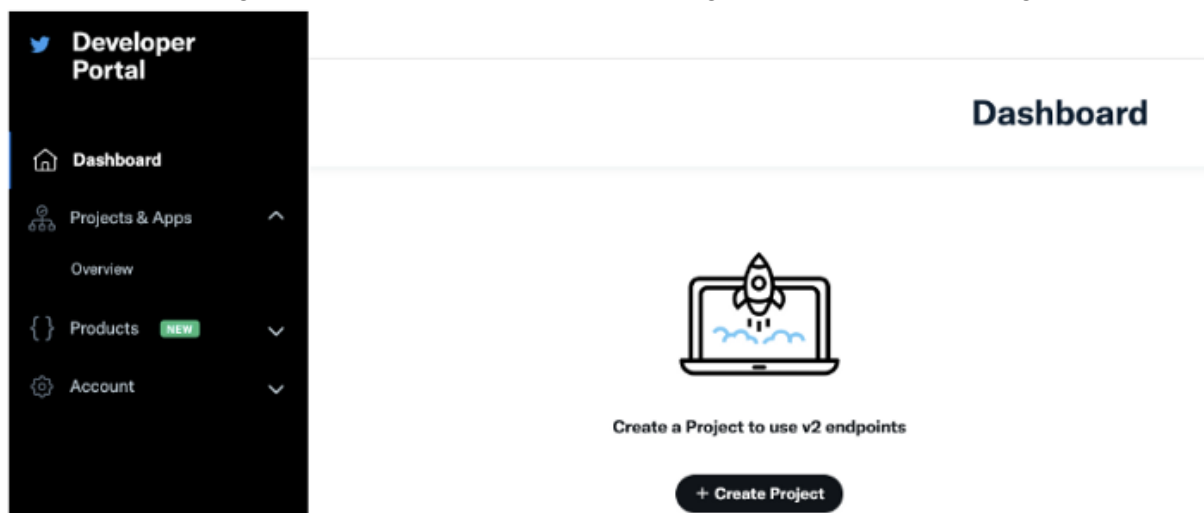 Developer
Portal
Dashboard
Dashboard
Projects & Apps
Overview
Products NEW
Account
Create a Project to use v2 endpoints
+ Create Project